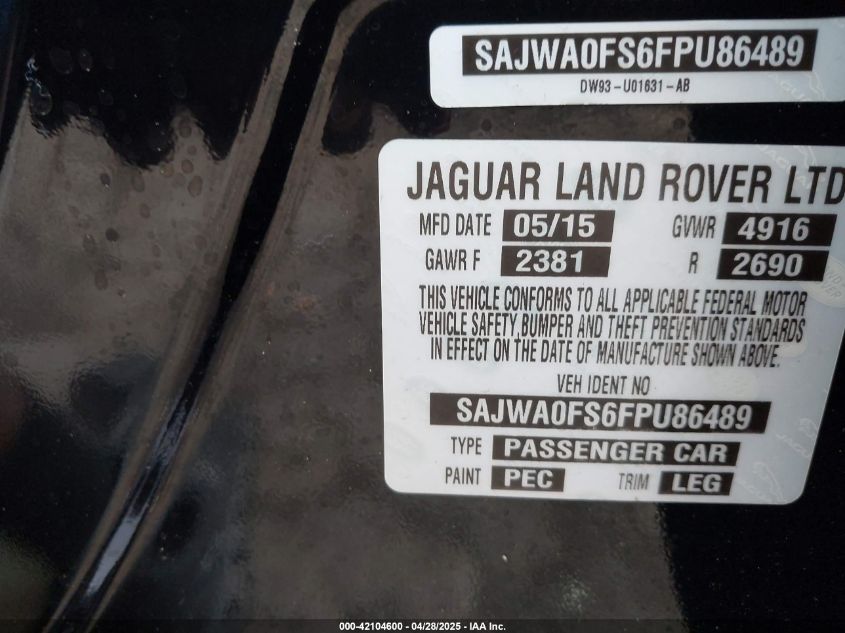 SAJWA0FS6FPU86489
DW93-U01631-AB
JAGUAR LAND ROVER LTD
MFD DATE 05/15 GVWR 4916
GAWR F 2381 R 2690
THIS VEHICLE CONFORMS TO ALL APPLICABLE FEDERAL MOTOR
VEHICLE SAFETY, BUMPER AND THEFT PREVENTION STANDARDS
IN EFFECT ON THE DATE OF MANUFACTURE SHOWN ABOVE.
VEH IDENT NO
SAJWA0FS6FPU86489
TYPE PASSENGER CAR
PAINT PEC TRIM LEG
000-42104600 - 04/28/2025 - IAA Inc.